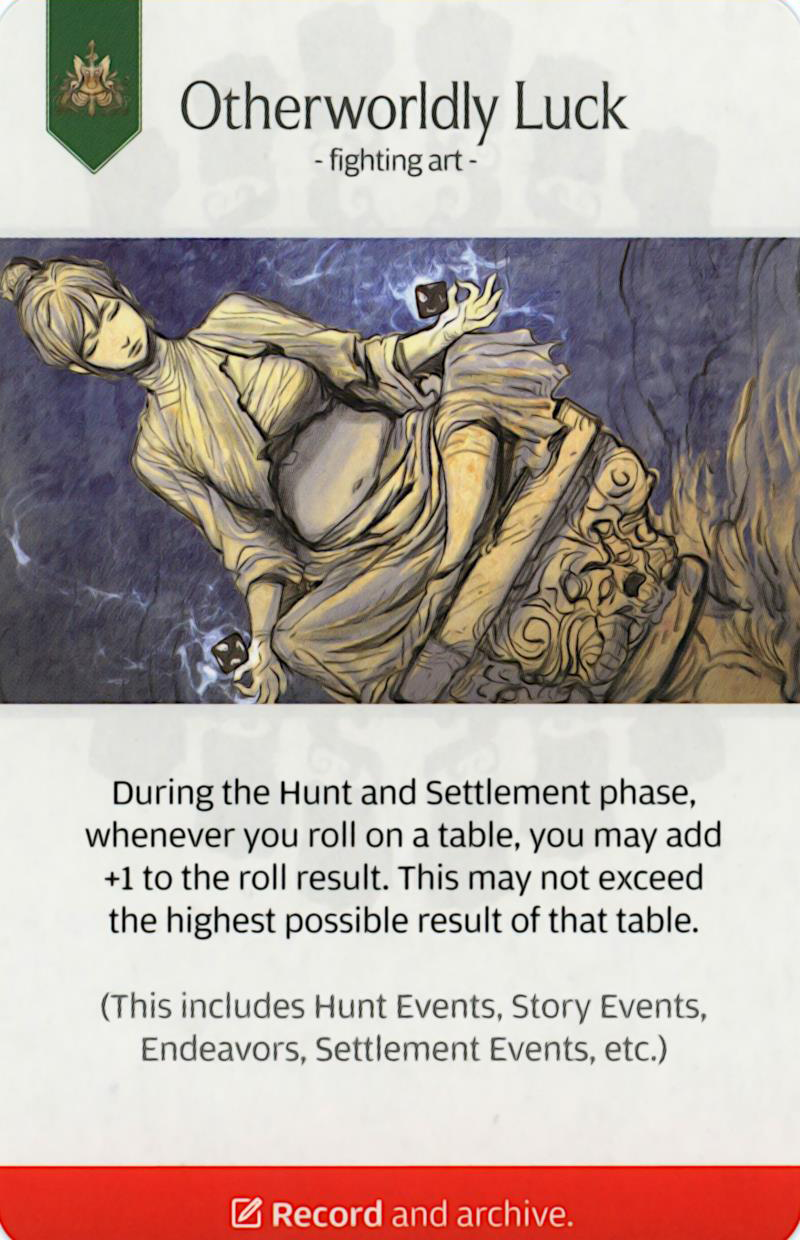 Otherworldly Luck
- fighting art -
During the Hunt and Settlement phase,
whenever you roll on a table, you may add
+1 to the roll result. This may not exceed
the highest possible result of that table.
(This includes Hunt Events, Story Events,
Endeavors, Settlement Events, etc.)
Record and archive.